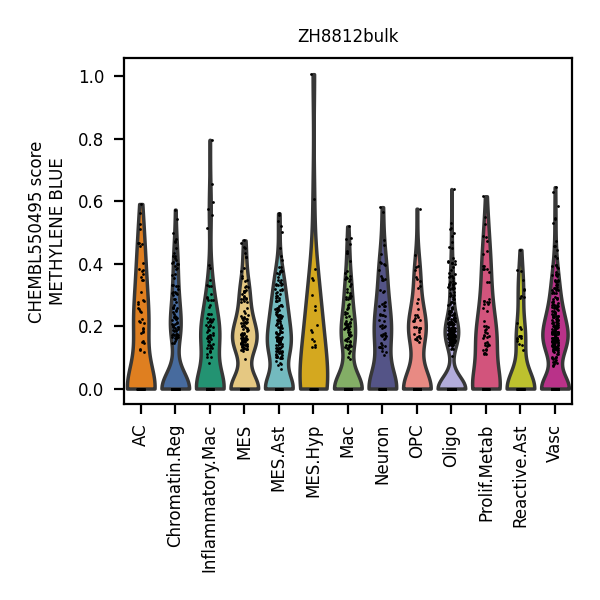 ZH8812bulk
CHEMBL550495 score
METHYLENE BLUE
1.0
0.8
0.6
0.4
0.2
0.0
AC
Chromatin.Reg
Inflammatory.Mac
MES
MES.Ast
MES.Hyp
Mac
Neuron
OPC
Oligo
Prolif.Metab
Reactive.Ast
Vasc